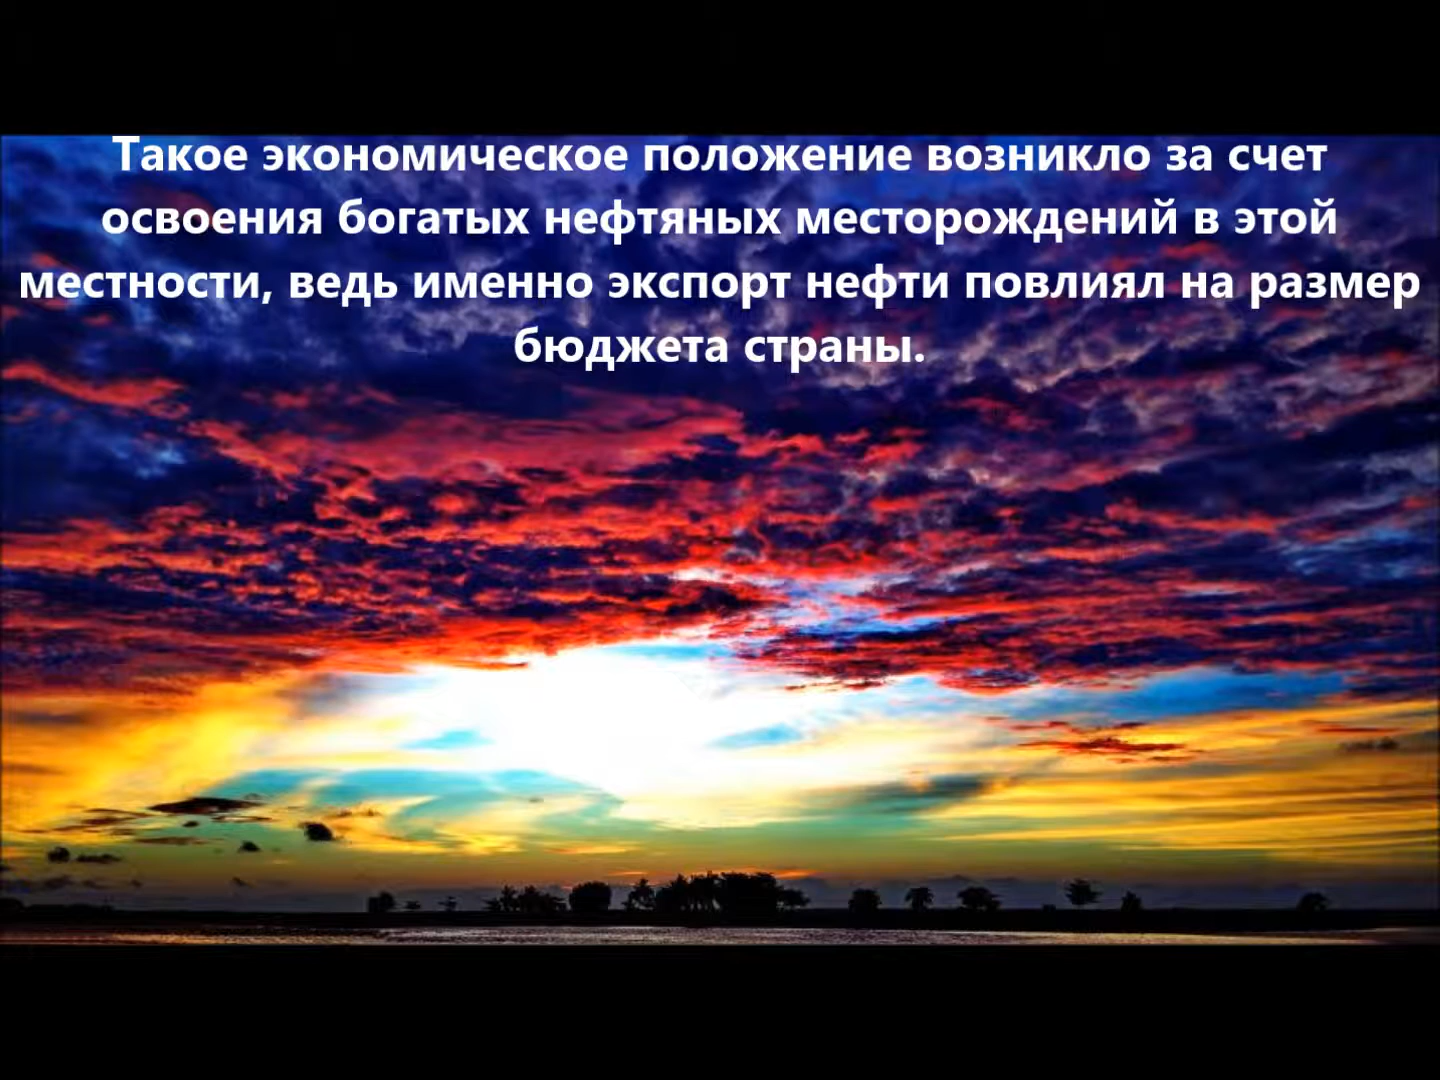 Такое экономическое положение возникло за счет
освоения богатых нефтяных месторождений в этой
местности, ведь именно экспорт нефти повлиял на размер
бюджета страны.